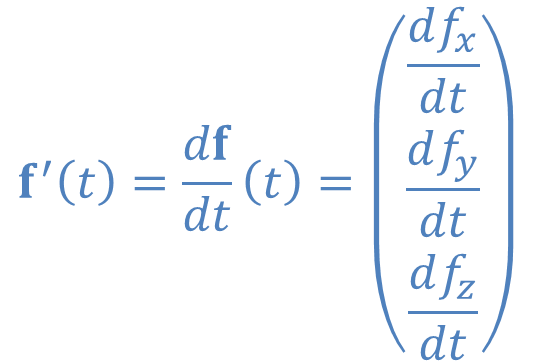 𝐟′(t) = d𝐟/dt (t) = (df_x/dt df_y/dt df_z/dt)